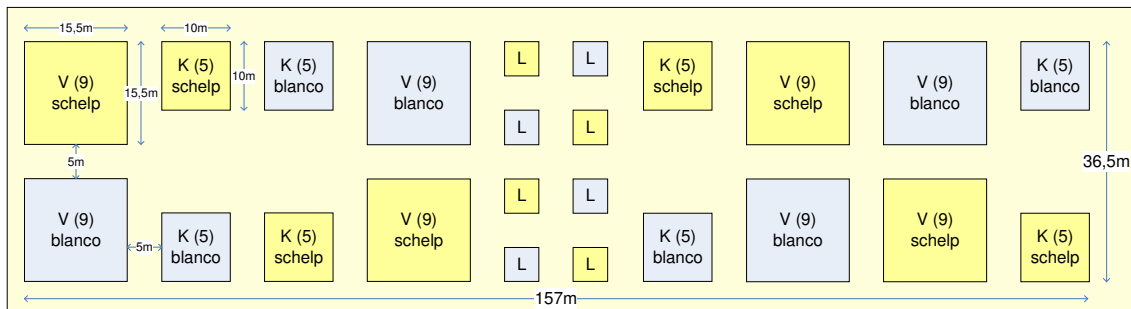 15,5m
10m
V (9)
schelp
15,5m
K (5)
schelp
10m
K (5)
blanco
V (9)
blanco
L
L
K (5)
schelp
V (9)
schelp
V (9)
blanco
K (5)
blanco
L
L
5m
36,5m
V (9)
blanco
5m
K (5)
blanco
K (5)
schelp
V (9)
schelp
L
L
K (5)
blanco
V (9)
blanco
V (9)
schelp
K (5)
schelp
L
L
157m